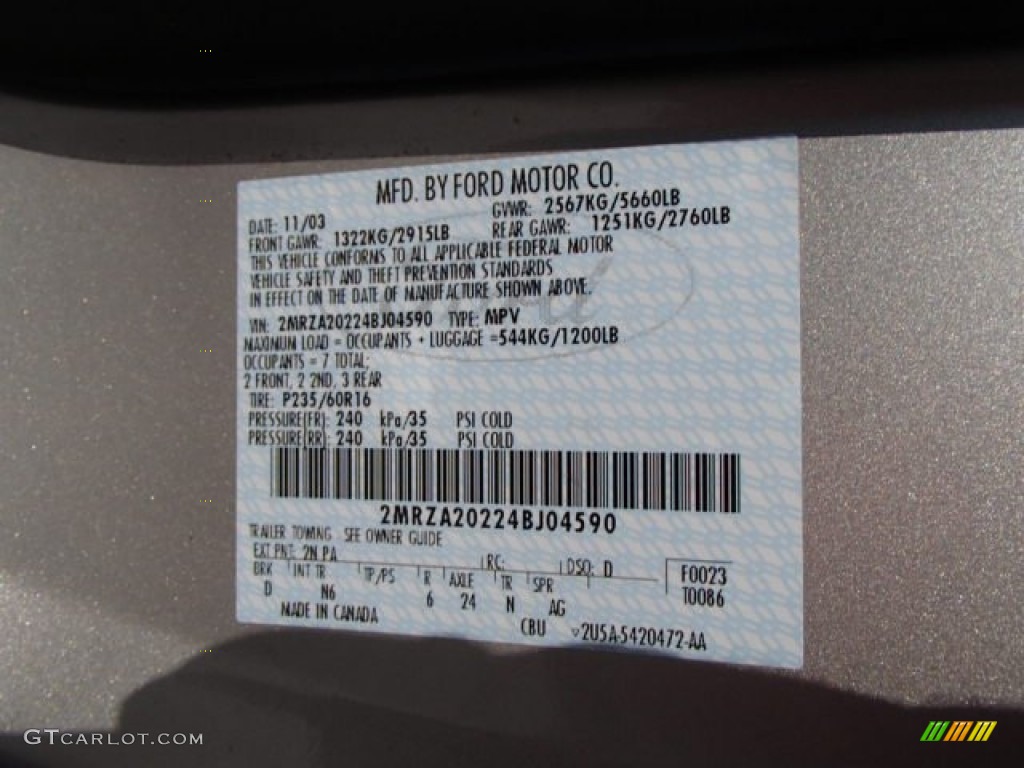 MFD. BY FORD MOTOR CO.
DATE: 11/03 GVWR: 2567KG/5660LB
FRONT GAWR: 1322KG/2915LB REAR GAWR: 1251KG/2760LB
THIS VEHICLE CONFORMS TO ALL APPLICABLE FEDERAL MOTOR
VEHICLE SAFETY AND THEFT PREVENTION STANDARDS
IN EFFECT ON THE DATE OF MANUFACTURE SHOWN ABOVE.
VIN: 2MRZA20224BJ04590 TYPE: MPV
MAXIMUM LOAD = OCCUPANTS + LUGGAGE =544KG/1200LB
OCCUPANTS = 7 TOTAL;
2 FRONT, 2 2ND, 3 REAR
TIRE: P235/60R16
PRESSURE(FR): 240 kPa/35 PSI COLD
PRESSURE(RR): 240 kPa/35 PSI COLD
2MRZA20224BJ04590
TRAILER TOWING SEE OWNER GUIDE
EXT PNT: 2N PA RC: DSO: D F0023
BRK INT TR TP/PS R AXLE TR SPR T0086
D N6 6 24 N AG
MADE IN CANADA CBU ▽2U5A-5420472-AA
GTCARLOT.COM